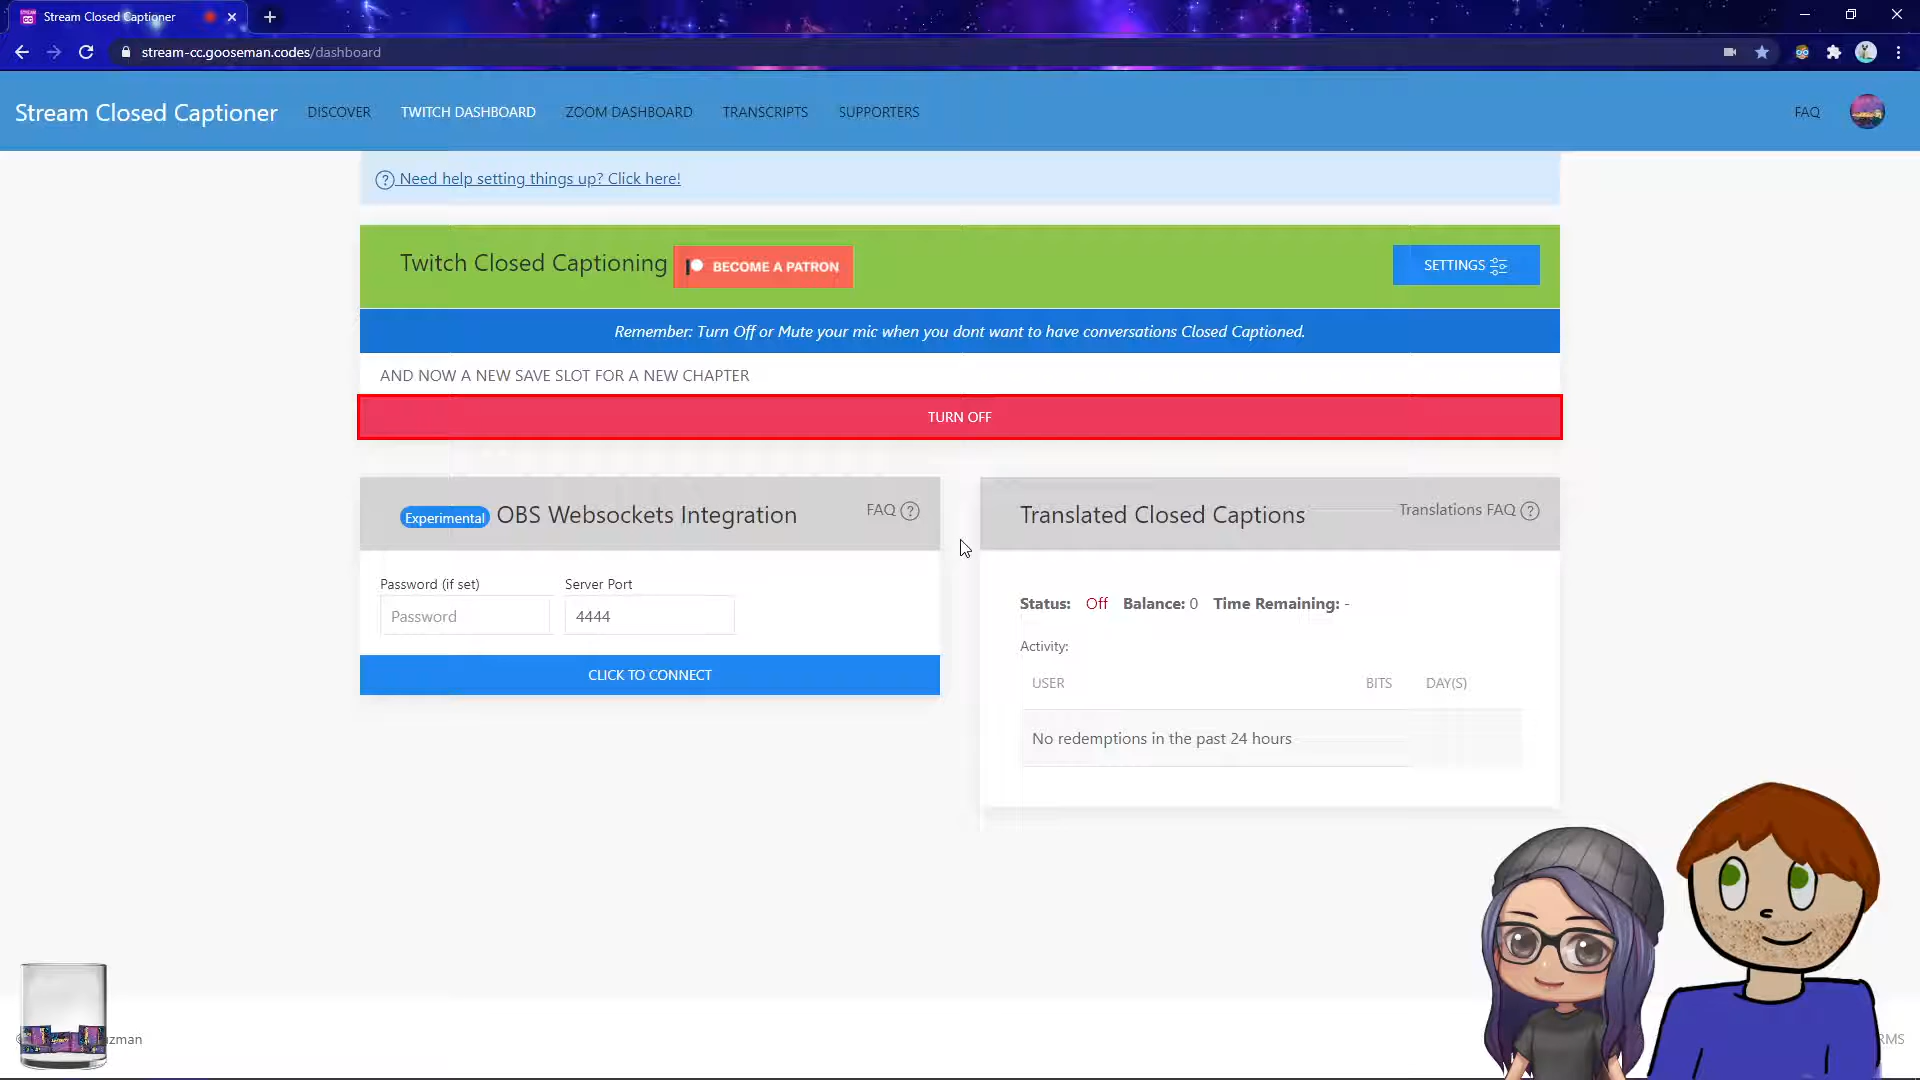 Stream Closed Captioner
stream-cc.gooseman.codes/dashboard
Stream Closed Captioner
DISCOVER
TWITCH DASHBOARD
ZOOM DASHBOARD
TRANSCRIPTS
SUPPORTERS
FAQ
Need help setting things up? Click here!
Twitch Closed Captioning
BECOME A PATRON
SETTINGS
Remember: Turn Off or Mute your mic when you dont want to have conversations Closed Captioned.
AND NOW A NEW SAVE SLOT FOR A NEW CHAPTER
TURN OFF
Experimental OBS Websockets Integration
FAQ
Password (if set)
Server Port
Password
4444
CLICK TO CONNECT
Translated Closed Captions
Translations FAQ
Status: Off Balance: 0 Time Remaining: -
Activity:
USER BITS DAY(S)
No redemptions in the past 24 hours